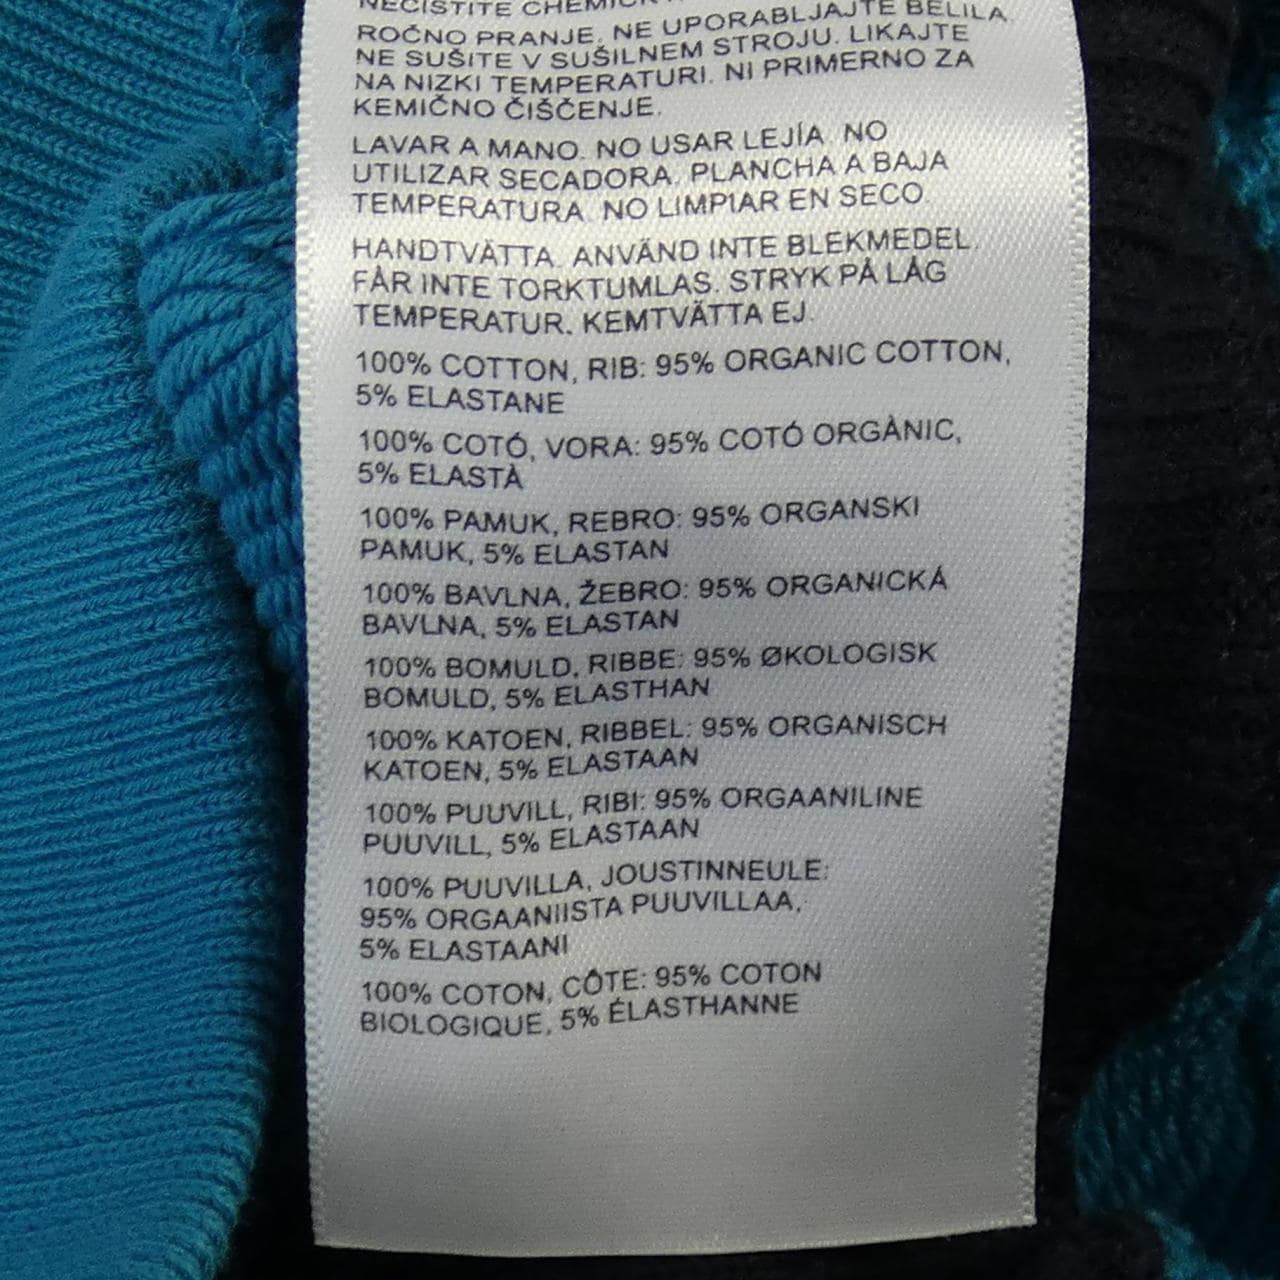 NEČISTITE
ROČNO PRANJE. NE UPORABLJAJTE BELILA.
NE SUŠITE V SUŠILNEM STROJU. LIKAJTE
NA NIZKI TEMPERATURI. NI PRIMERNO ZA
KEMIČNO ČIŠČENJE.
LAVAR A MANO. NO USAR LEJÍA. NO
UTILIZAR SECADORA. PLANCHA A BAJA
TEMPERATURA. NO LIMPIAR EN SECO.
HANDTVÄTTA. ANVÄND INTE BLEKMEDEL.
FÅR INTE TORKTUMLAS. STRYK PÅ LÅG
TEMPERATUR. KEMTVÄTTA EJ.
100% COTTON, RIB: 95% ORGANIC COTTON,
5% ELASTANE
100% COTÓ, VORA: 95% COTÓ ORGÀNIC,
5% ELASTÀ
100% PAMUK, REBRO: 95% ORGANSKI
PAMUK, 5% ELASTAN
100% BAVLNA, ŽEBRO: 95% ORGANICKÁ
BAVLNA, 5% ELASTAN
100% BOMULD, RIBBE: 95% ØKOLOGISK
BOMULD, 5% ELASTHAN
100% KATOEN, RIBBEL: 95% ORGANISCH
KATOEN, 5% ELASTAAN
100% PUUVILL, RIBI: 95% ORGAANILINE
PUUVILL, 5% ELASTAAN
100% PUUVILLA, JOUSTINNEULE:
95% ORGAANIISTA PUUVILLAA,
5% ELASTAANI
100% COTON, CÔTE: 95% COTON
BIOLOGIQUE, 5% ÉLASTHANNE